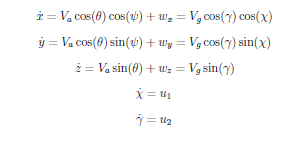 ẋ = V_a cos(θ) cos(ψ) + w_x = V_g cos(γ) cos(χ)
ẏ = V_a cos(θ) sin(ψ) + w_y = V_g cos(γ) sin(χ)
ż = V_a sin(θ) + w_z = V_g sin(γ)
χ̇ = u_1
γ̇ = u_2